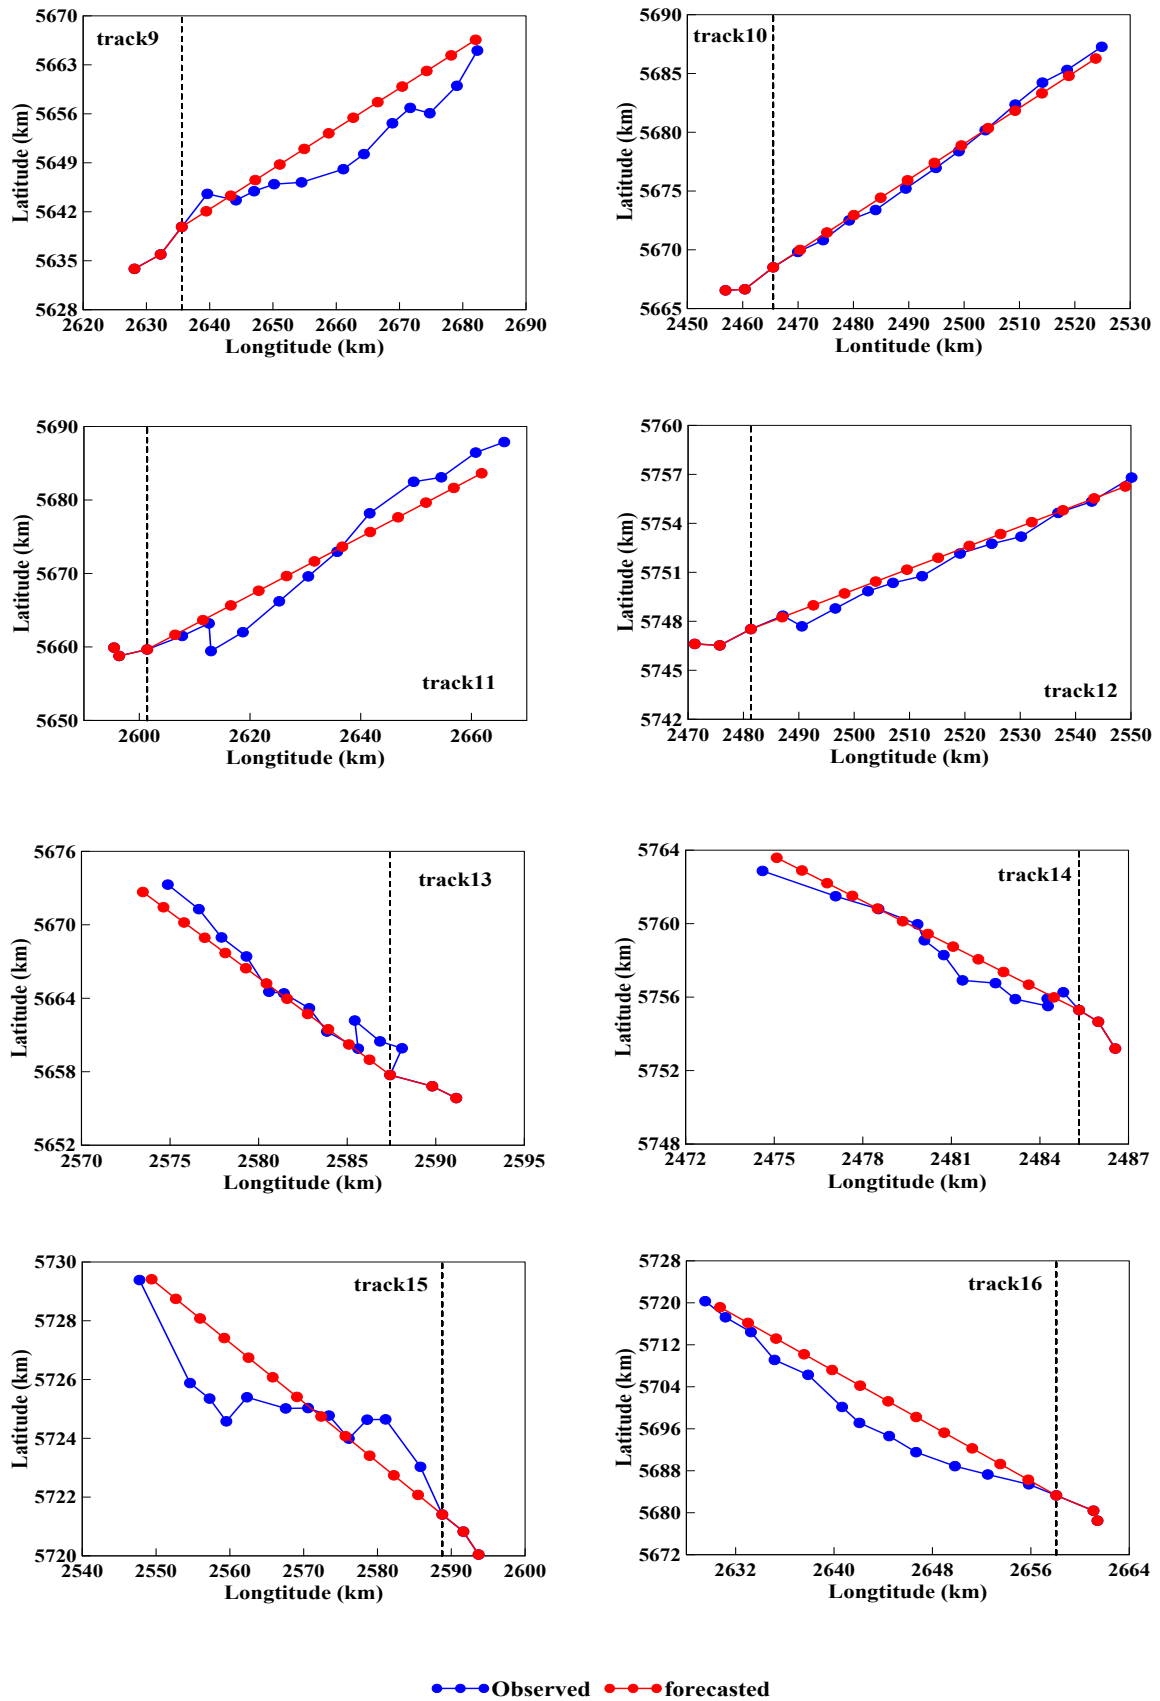 track9
Latitude (km)
5670
5663
5656
5649
5642
5635
5628
2620 2630 2640 2650 2660 2670 2680 2690
Longtitude (km)
track10
Latitude (km)
5690
5685
5680
5675
5670
5665
2450 2460 2470 2480 2490 2500 2510 2520 2530
Lontitude (km)
track11
Latitude (km)
5690
5680
5670
5660
5650
2600 2620 2640 2660
Longtitude (km)
track12
Latitude (km)
5760
5757
5754
5751
5748
5745
5742
2470 2480 2490 2500 2510 2520 2530 2540 2550
Longtitude (km)
track13
Latitude (km)
5676
5670
5664
5658
5652
2570 2575 2580 2585 2590 2595
Longtitude (km)
track14
Latitude (km)
5764
5760
5756
5752
5748
2472 2475 2478 2481 2484 2487
Longtitude (km)
track15
Latitude (km)
5730
5728
5726
5724
5722
5720
2540 2550 2560 2570 2580 2590 2600
Longtitude (km)
track16
Latitude (km)
5728
5720
5712
5704
5696
5688
5680
5672
2632 2640 2648 2656 2664
Longtitude (km)
Observed forecasted